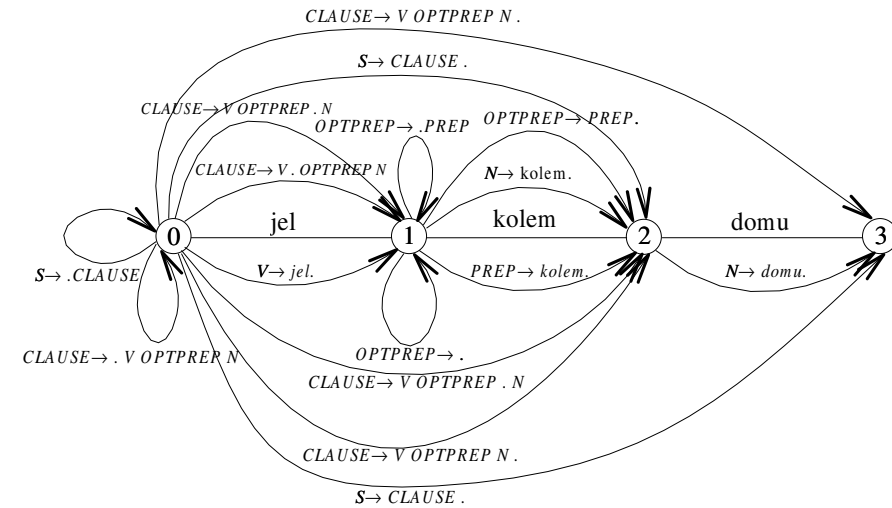 CLAUSE→ V OPTPREP N .
S→ CLAUSE .
CLAUSE→ V OPTPREP . N
OPTPREP→ .PREP
OPTPREP→ PREP.
CLAUSE→ V . OPTPREP N
N→ kolem.
jel
kolem
domu
0
1
2
3
S→ .CLAUSE
V→ jel.
PREP→ kolem.
N→ domu.
CLAUSE→ . V OPTPREP N
OPTPREP→ .
CLAUSE→ V OPTPREP . N
CLAUSE→ V OPTPREP N .
S→ CLAUSE .